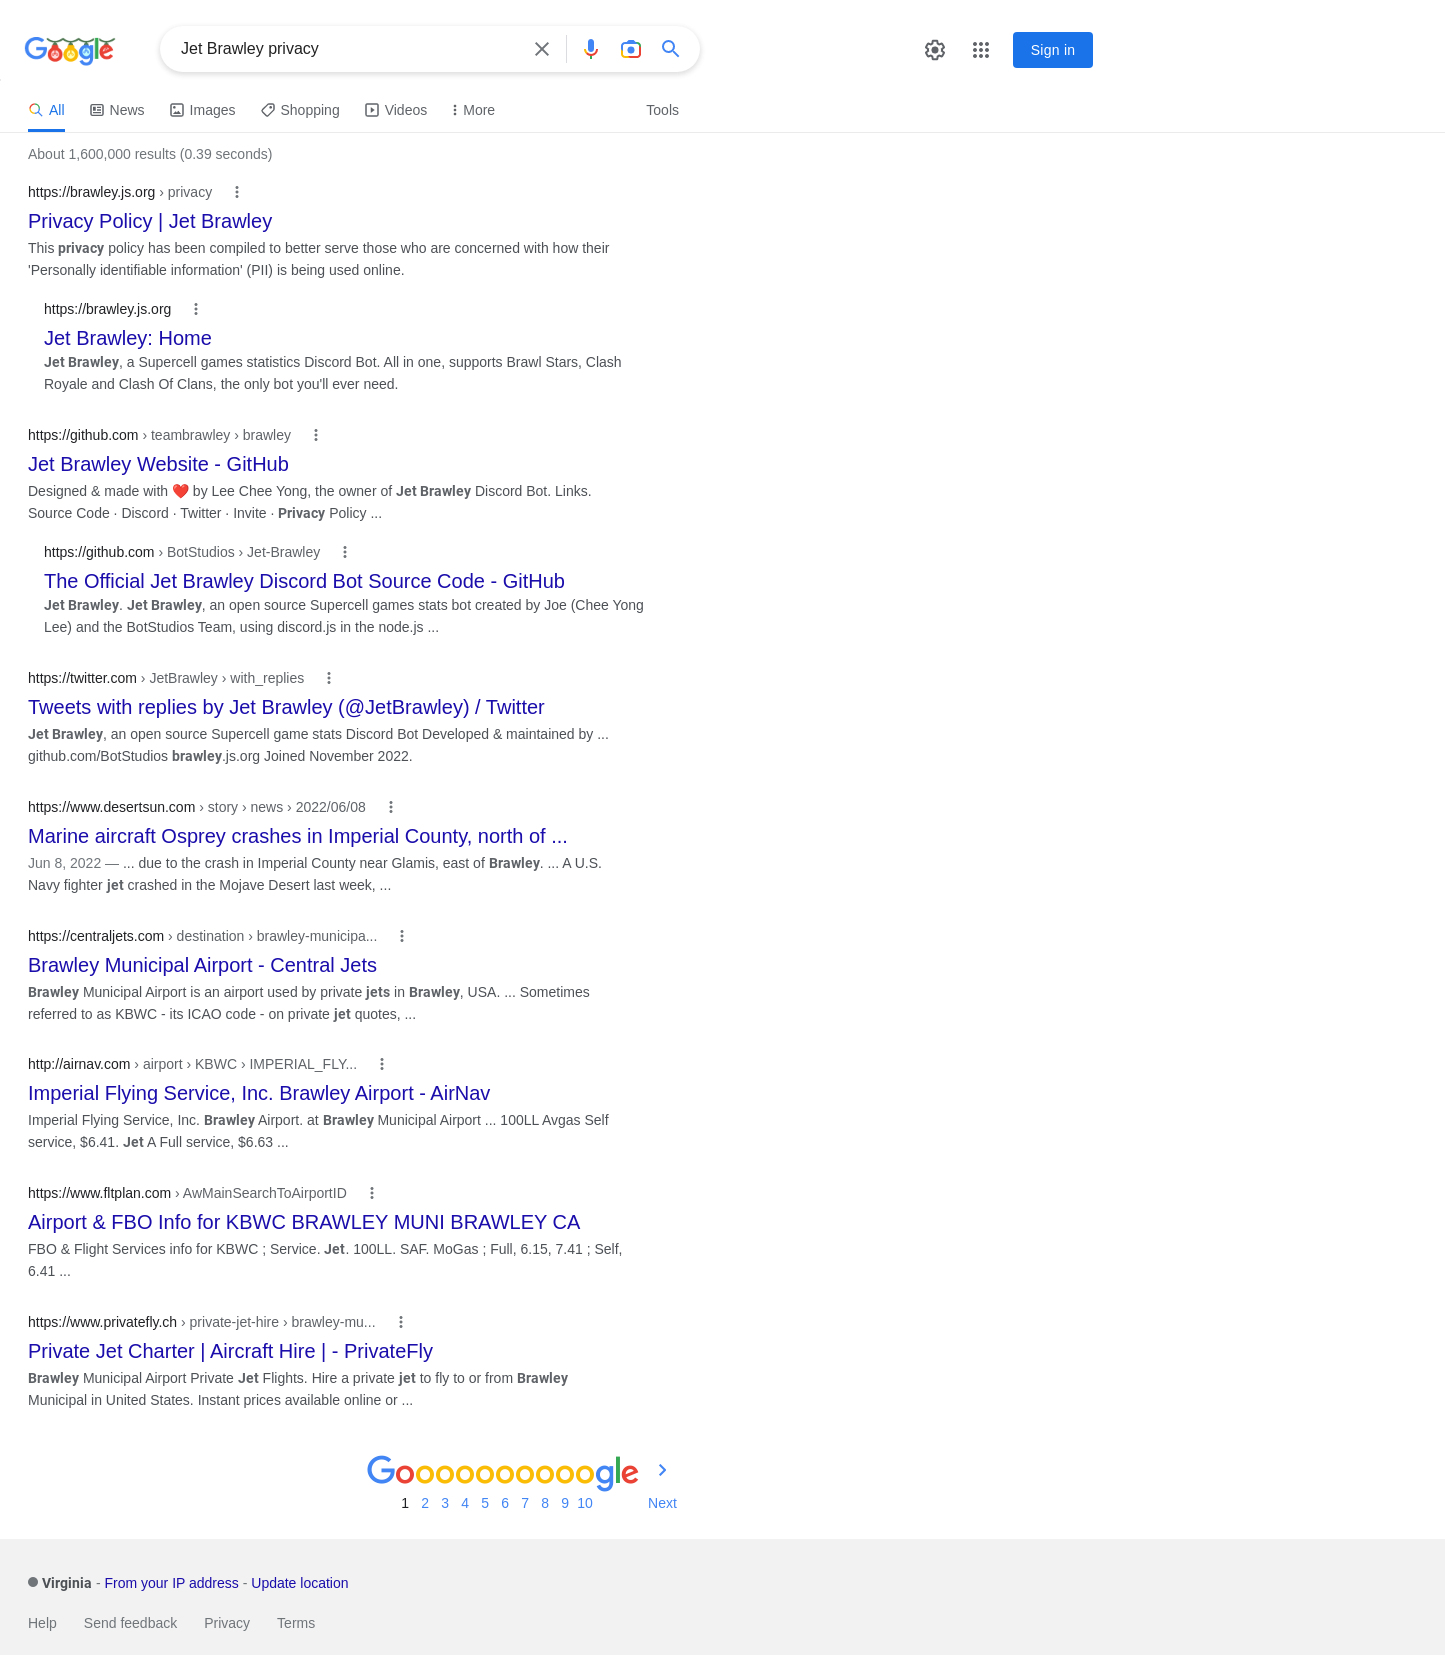 Google
Jet Brawley privacy
Sign in
All News Images Shopping Videos More Tools
About 1,600,000 results (0.39 seconds)
https://brawley.js.org › privacy
Privacy Policy | Jet Brawley
This privacy policy has been compiled to better serve those who are concerned with how their
'Personally identifiable information' (PII) is being used online.
https://brawley.js.org
Jet Brawley: Home
Jet Brawley, a Supercell games statistics Discord Bot. All in one, supports Brawl Stars, Clash
Royale and Clash Of Clans, the only bot you'll ever need.
https://github.com › teambrawley › brawley
Jet Brawley Website - GitHub
Designed & made with ❤️ by Lee Chee Yong, the owner of Jet Brawley Discord Bot. Links.
Source Code · Discord · Twitter · Invite · Privacy Policy ...
https://github.com › BotStudios › Jet-Brawley
The Official Jet Brawley Discord Bot Source Code - GitHub
Jet Brawley. Jet Brawley, an open source Supercell games stats bot created by Joe (Chee Yong
Lee) and the BotStudios Team, using discord.js in the node.js ...
https://twitter.com › JetBrawley › with_replies
Tweets with replies by Jet Brawley (@JetBrawley) / Twitter
Jet Brawley, an open source Supercell game stats Discord Bot Developed & maintained by ...
github.com/BotStudios brawley.js.org Joined November 2022.
https://www.desertsun.com › story › news › 2022/06/08
Marine aircraft Osprey crashes in Imperial County, north of ...
Jun 8, 2022 — ... due to the crash in Imperial County near Glamis, east of Brawley. ... A U.S.
Navy fighter jet crashed in the Mojave Desert last week, ...
https://centraljets.com › destination › brawley-municipa...
Brawley Municipal Airport - Central Jets
Brawley Municipal Airport is an airport used by private jets in Brawley, USA. ... Sometimes
referred to as KBWC - its ICAO code - on private jet quotes, ...
http://airnav.com › airport › KBWC › IMPERIAL_FLY...
Imperial Flying Service, Inc. Brawley Airport - AirNav
Imperial Flying Service, Inc. Brawley Airport. at Brawley Municipal Airport ... 100LL Avgas Self
service, $6.41. Jet A Full service, $6.63 ...
https://www.fltplan.com › AwMainSearchToAirportID
Airport & FBO Info for KBWC BRAWLEY MUNI BRAWLEY CA
FBO & Flight Services info for KBWC ; Service. Jet. 100LL. SAF. MoGas ; Full, 6.15, 7.41 ; Self,
6.41 ...
https://www.privatefly.ch › private-jet-hire › brawley-mu...
Private Jet Charter | Aircraft Hire | - PrivateFly
Brawley Municipal Airport Private Jet Flights. Hire a private jet to fly to or from Brawley
Municipal in United States. Instant prices available online or ...
Goooooooooogle
1 2 3 4 5 6 7 8 9 10 Next
Virginia - From your IP address - Update location
Help Send feedback Privacy Terms